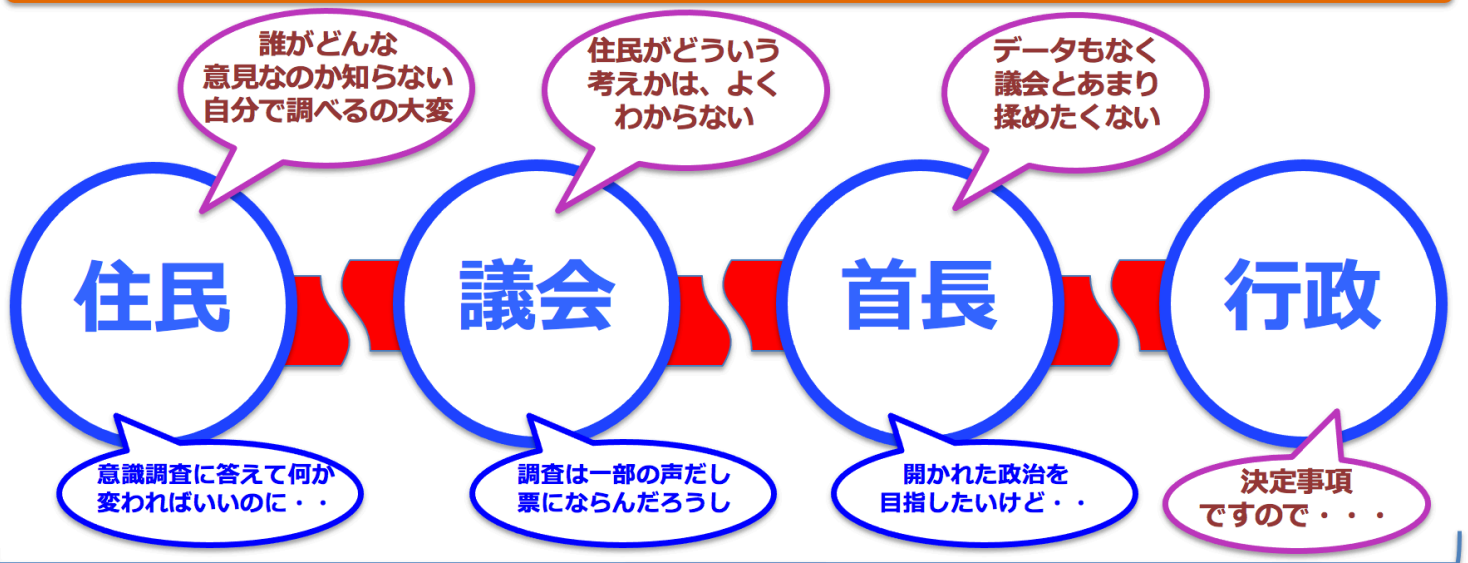 誰がどんな
意見なのか知らない
自分で調べるの大変
住民がどういう
考えかは、よく
わからない
データもなく
議会とあまり
揉めたくない
住民
議会
首長
行政
意識調査に答えて何か
変わればいいのに・・
調査は一部の声だし
票にならんだろうし
開かれた政治を
目指したいけど・・
決定事項
ですので・・・